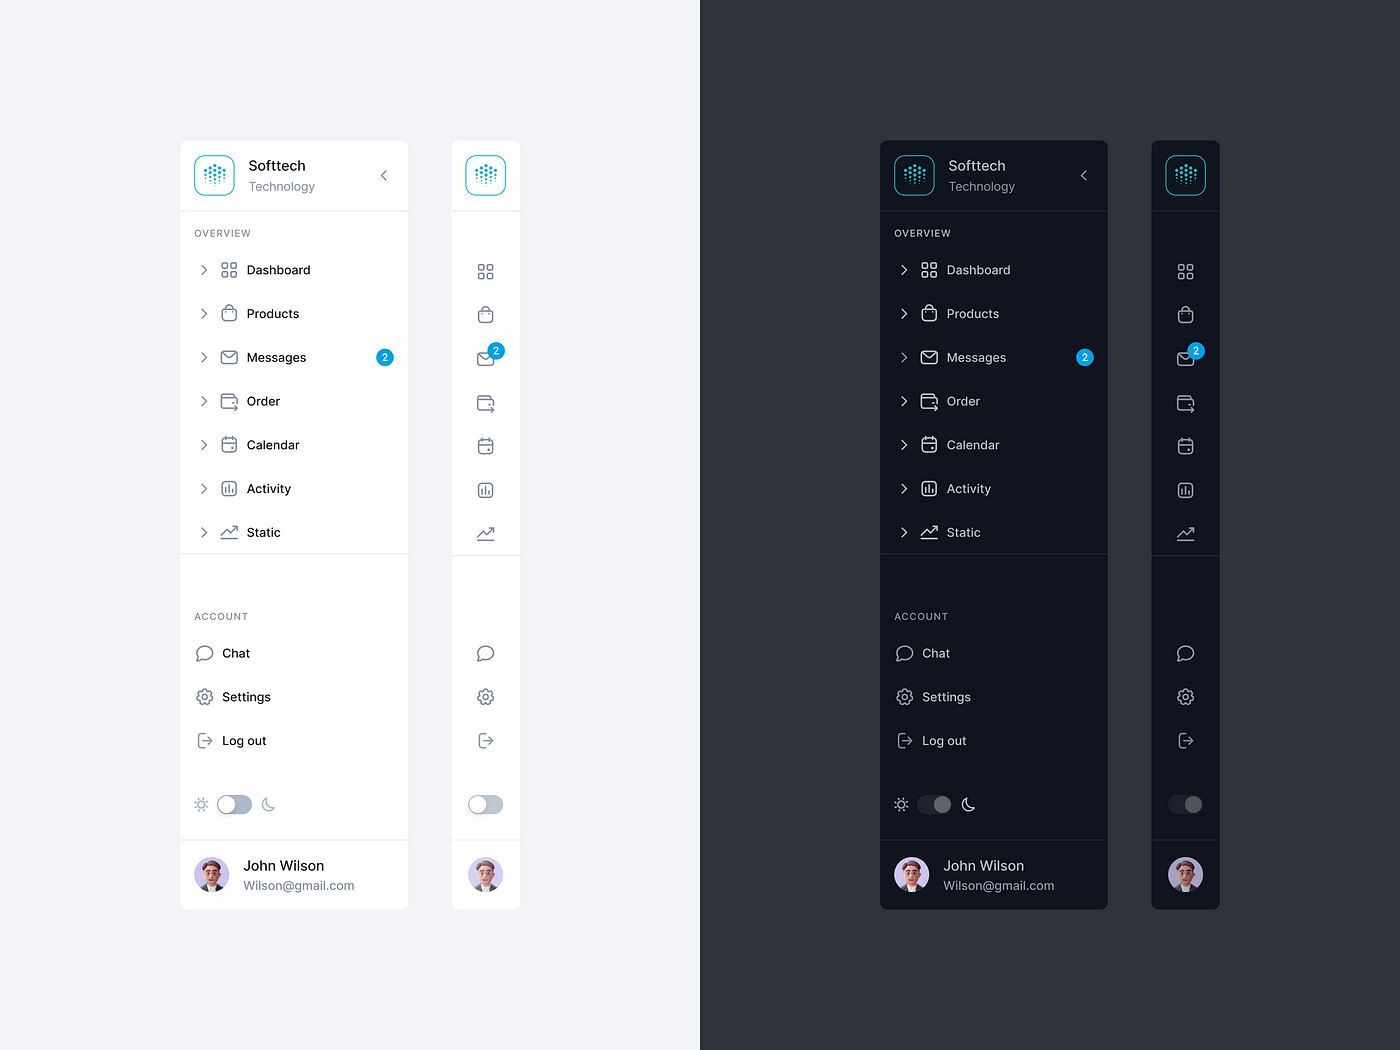 Softtech
Technology
OVERVIEW
Dashboard
Products
Messages 2
Order
Calendar
Activity
Static
ACCOUNT
Chat
Settings
Log out
John Wilson
Wilson@gmail.com
2
Softtech
Technology
OVERVIEW
Dashboard
Products
Messages 2
Order
Calendar
Activity
Static
ACCOUNT
Chat
Settings
Log out
John Wilson
Wilson@gmail.com
2